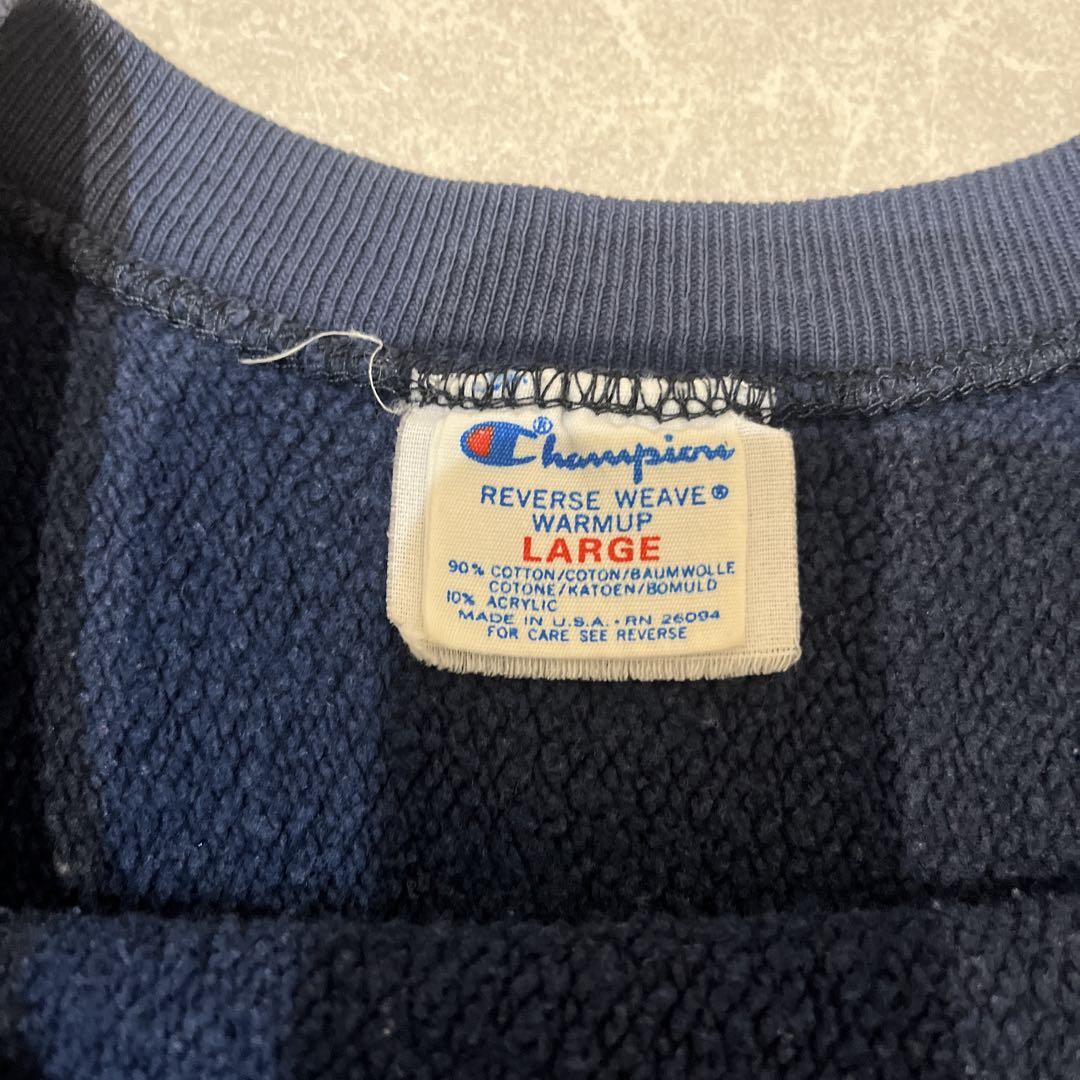 Champion®
REVERSE WEAVE®
WARMUP
LARGE
90% COTTON/COTON/BAUMWOLLE
COTONE/KATOEN/BOMULD
10% ACRYLIC
MADE IN U.S.A. • RN 26094
FOR CARE SEE REVERSE